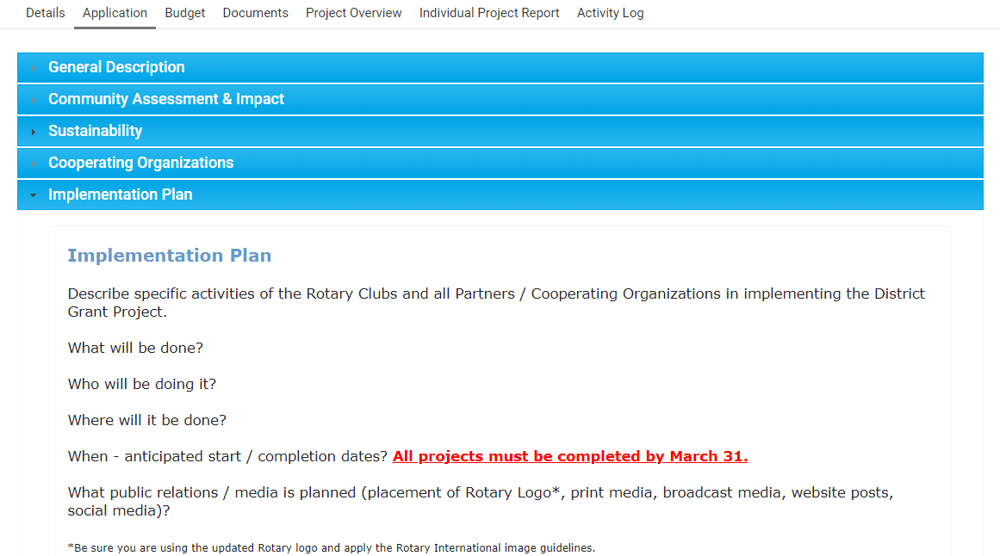 Details Application Budget Documents Project Overview Individual Project Report Activity Log
General Description
Community Assessment & Impact
Sustainability
Cooperating Organizations
Implementation Plan
Implementation Plan
Describe specific activities of the Rotary Clubs and all Partners / Cooperating Organizations in implementing the District
Grant Project.
What will be done?
Who will be doing it?
Where will it be done?
When - anticipated start / completion dates? All projects must be completed by March 31.
What public relations / media is planned (placement of Rotary Logo*, print media, broadcast media, website posts,
social media)?
*Be sure you are using the updated Rotary logo and apply the Rotary International image guidelines.